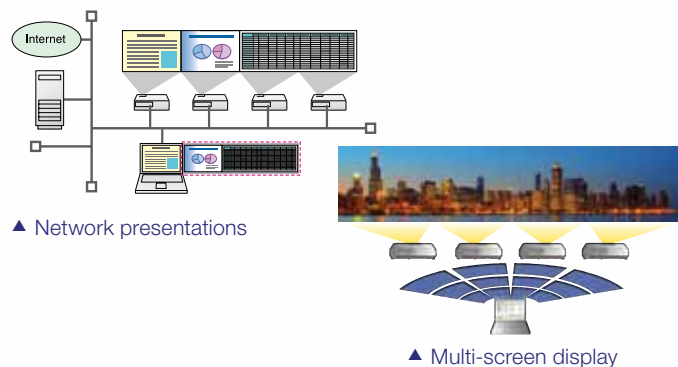 Internet
▲ Network presentations
▲ Multi-screen display